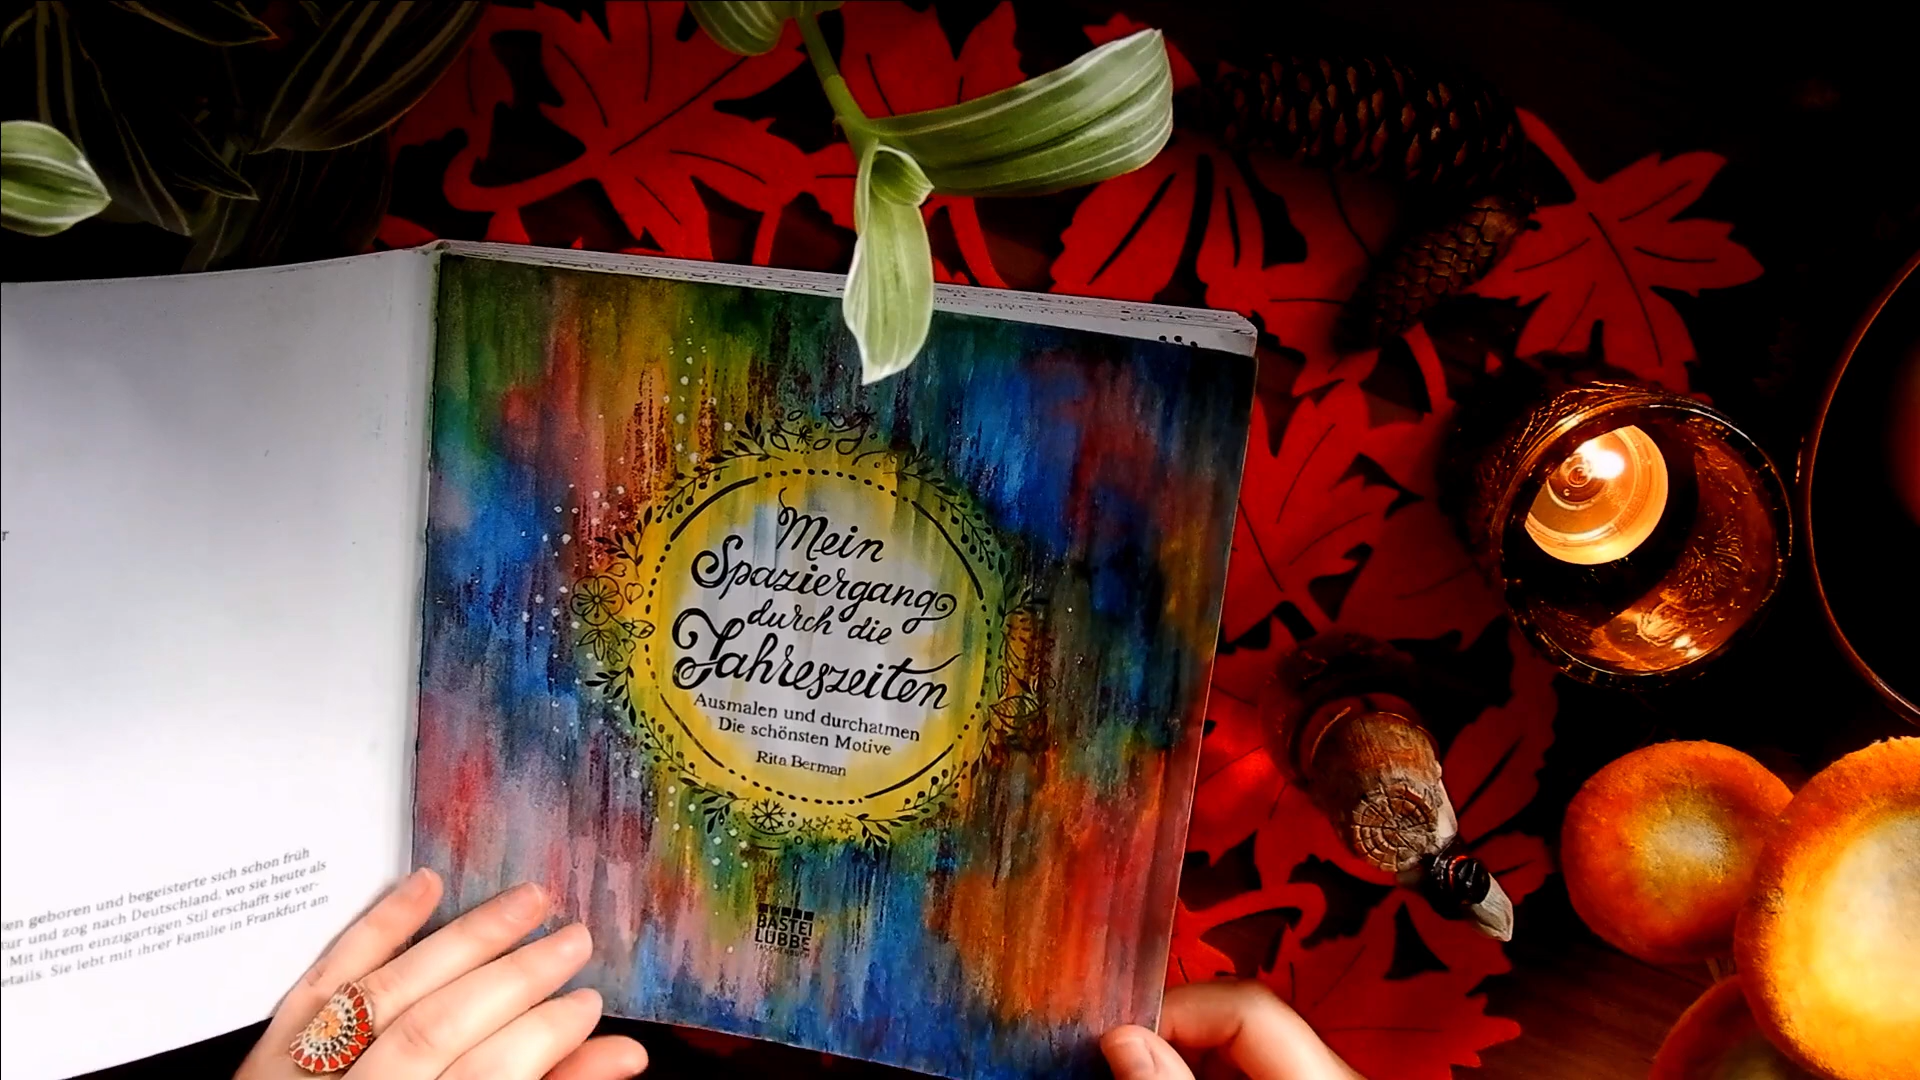 r
en geboren und begeisterte sich schon früh
tur und zog nach Deutschland, wo sie heute als
Mit ihrem einzigartigen Stil erschafft sie ver-
etails. Sie lebt mit ihrer Familie in Frankfurt am
Mein
Spaziergang
durch die
Jahreszeiten
Ausmalen und durchatmen
Die schönsten Motive
Rita Berman
BASTEI
LÜBBE
TASCHENBUCH